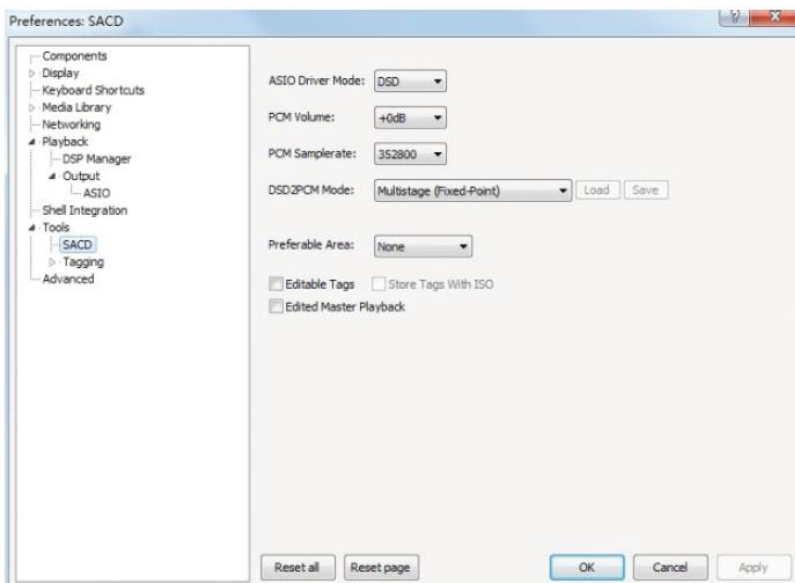 Preferences: SACD
Components
Display
Keyboard Shortcuts
Media Library
Networking
Playback
DSP Manager
Output
ASIO
Shell Integration
Tools
SACD
Tagging
Advanced
ASIO Driver Mode: DSD
PCM Volume: +0dB
PCM Samplerate: 352800
DSD2PCM Mode: Multistage (Fixed-Point) Load Save
Preferable Area: None
Editable Tags Store Tags With ISO
Edited Master Playback
Reset all Reset page OK Cancel Apply